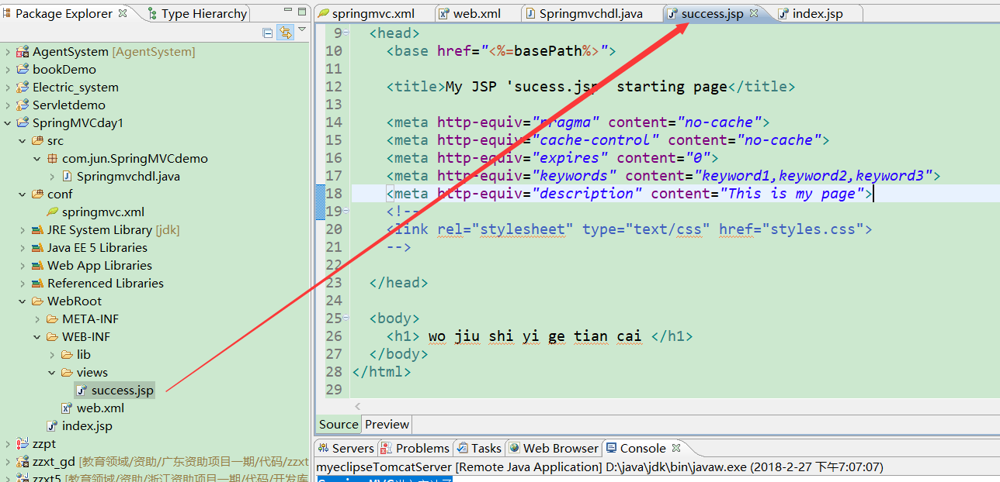 Package Explorer
Type Hierarchy
AgentSystem [AgentSystem]
bookDemo
Electric_system
Servletdemo
SpringMVCday1
src
com.jun.SpringMVCdemo
Springmvchdl.java
conf
springmvc.xml
JRE System Library [jdk]
Java EE 5 Libraries
Web App Libraries
Referenced Libraries
WebRoot
META-INF
WEB-INF
lib
views
success.jsp
web.xml
index.jsp
zzpt
zzxt_gd [教育领域/资助/广东资助项目一期/代码/zzxt
zzxt5 [教育领域/资助/浙江资助项目一期/代码/开发库
springmvc.xml
web.xml
Springmvchdl.java
success.jsp
index.jsp
9 <head>
10 <base href="<%=basePath%>">
11
12 <title>My JSP 'sucess.jsp' starting page</title>
13
14 <meta http-equiv="pragma" content="no-cache">
15 <meta http-equiv="cache-control" content="no-cache">
16 <meta http-equiv="expires" content="0">
17 <meta http-equiv="keywords" content="keyword1,keyword2,keyword3">
18 <meta http-equiv="description" content="This is my page">
19 <!--
20 <link rel="stylesheet" type="text/css" href="styles.css">
21 -->
22
23 </head>
24
25 <body>
26 <h1> wo jiu shi yi ge tian cai </h1>
27 </body>
28 </html>
29
Source
Preview
Servers
Problems
Tasks
Web Browser
Console
myeclipseTomcatServer [Remote Java Application] D:\java\jdk\bin\javaw.exe (2018-2-27 下午7:07:07)